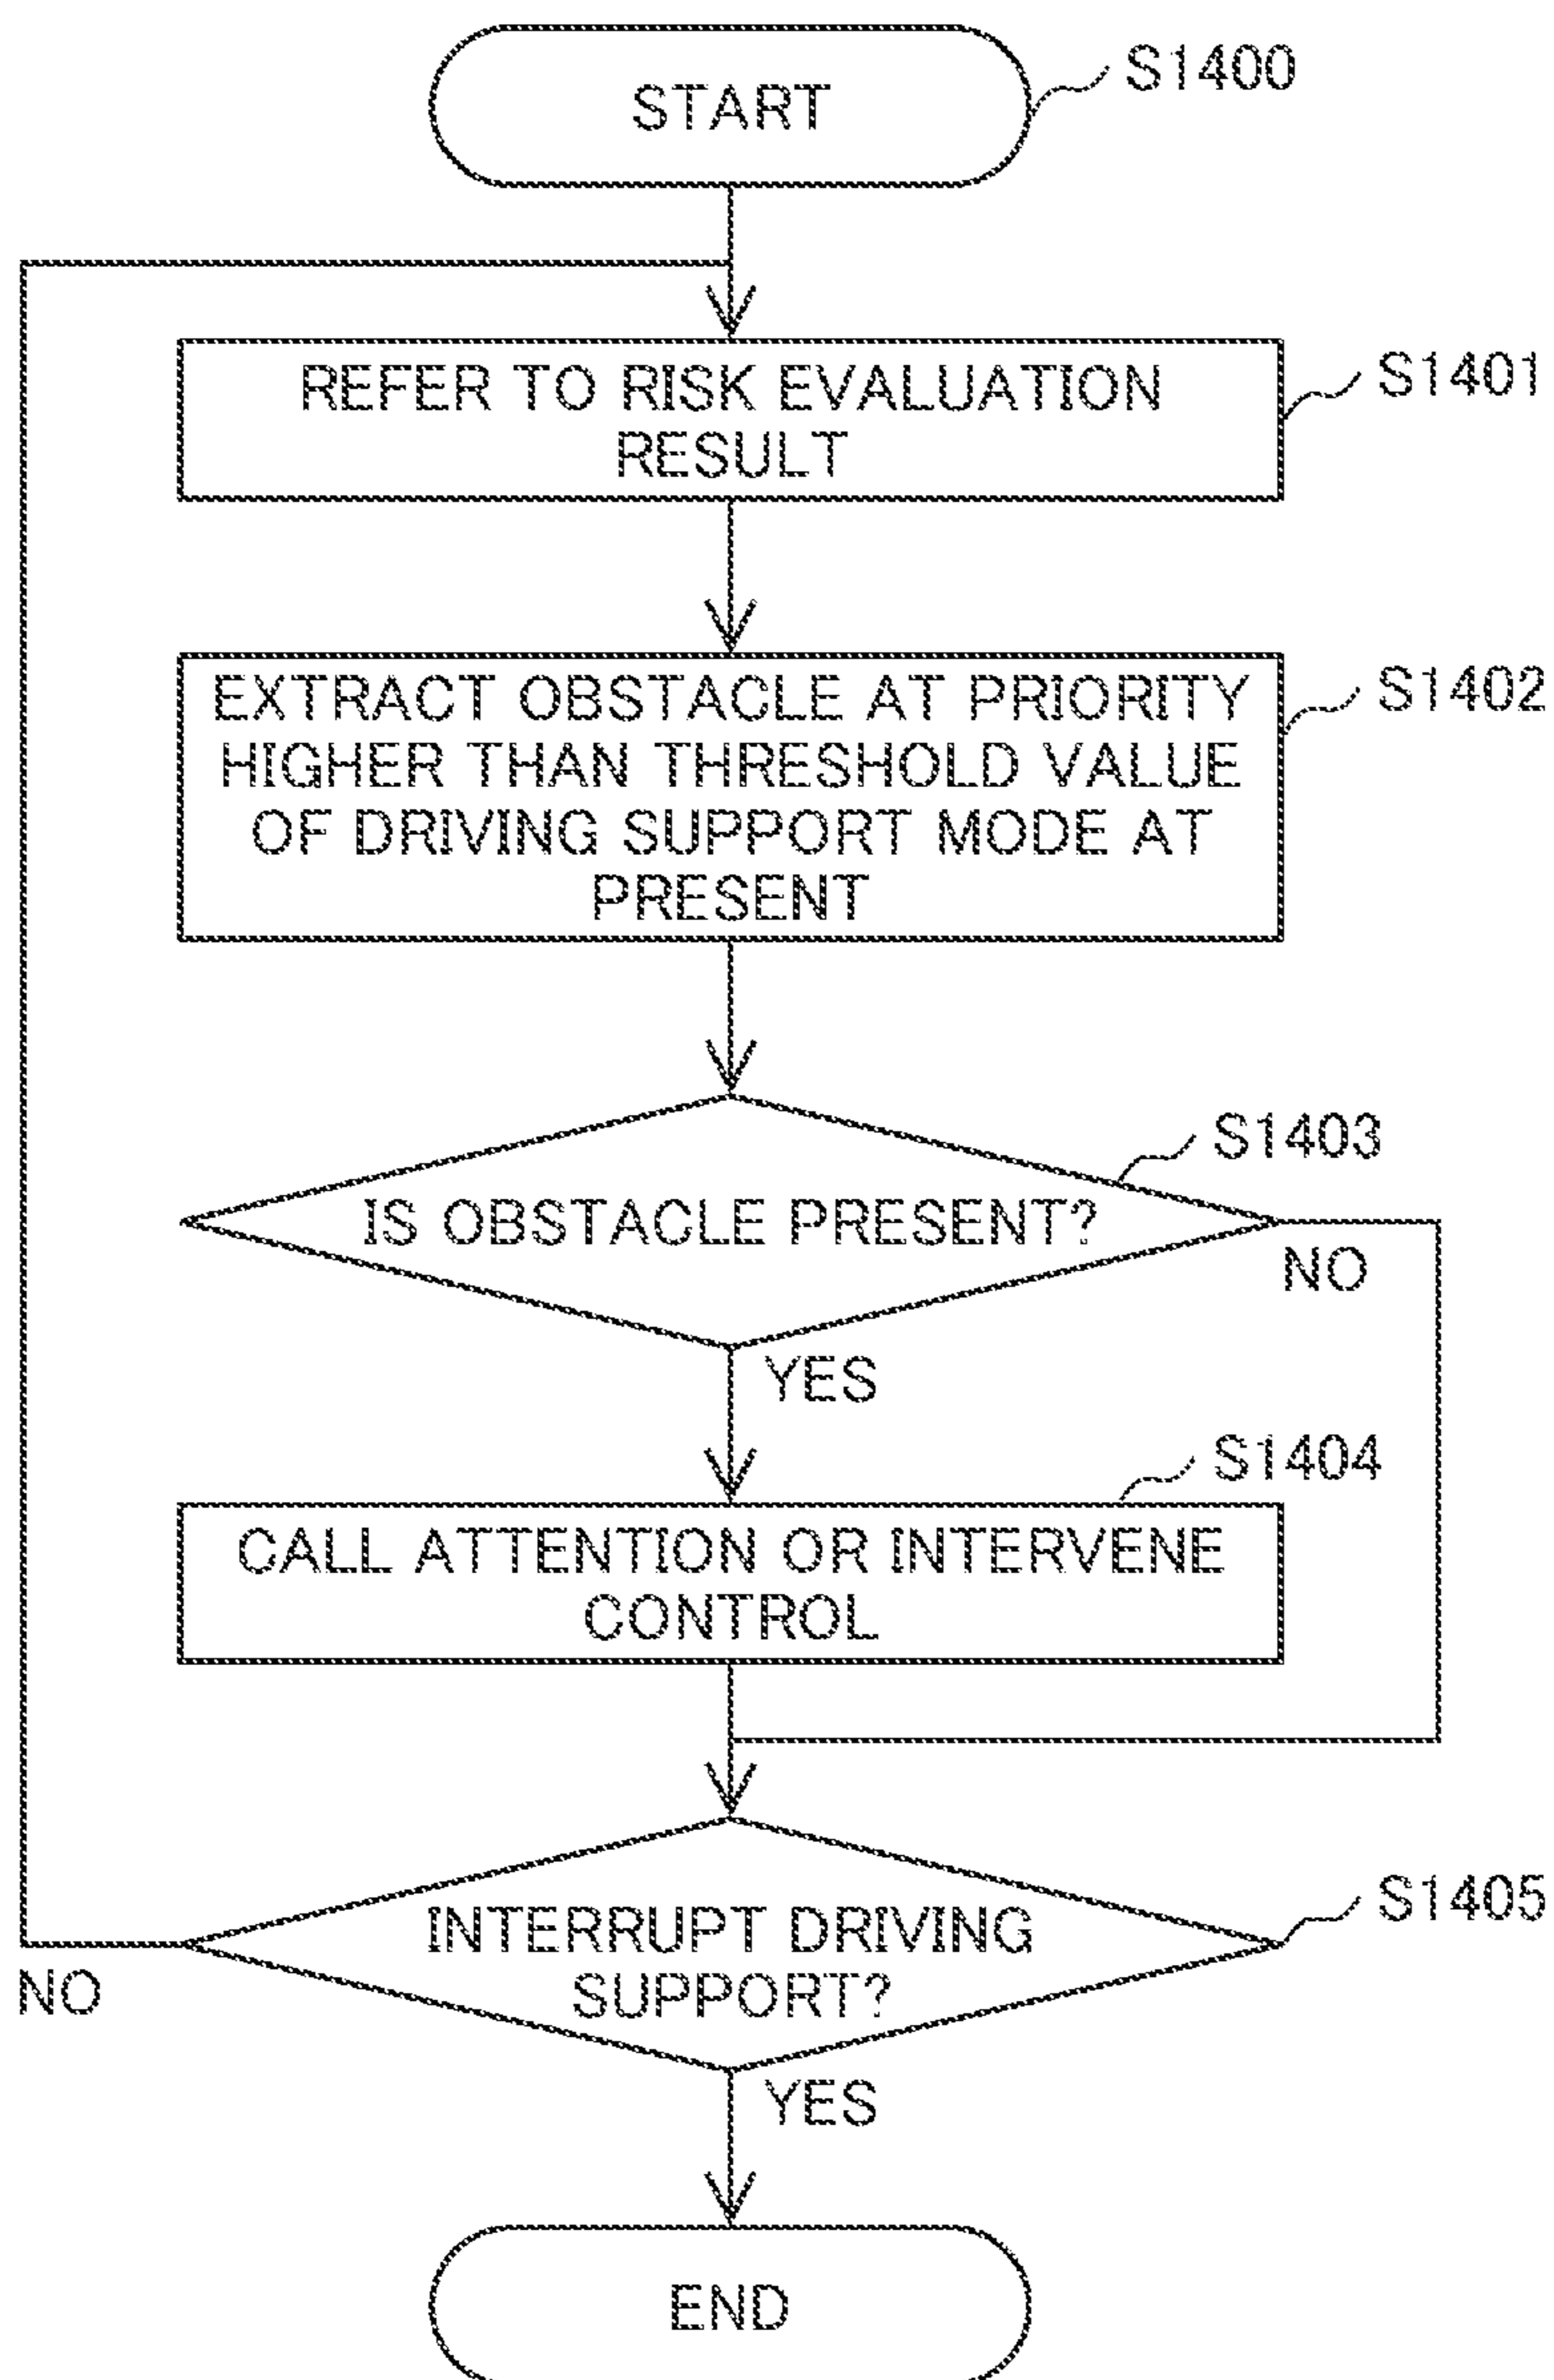 START
S1400
REFER TO RISK EVALUATION
RESULT
S1401
EXTRACT OBSTACLE AT PRIORITY
HIGHER THAN THRESHOLD VALUE
OF DRIVING SUPPORT MODE AT
PRESENT
S1402
S1403
IS OBSTACLE PRESENT?
NO
YES
S1404
CALL ATTENTION OR INTERVENE
CONTROL
S1405
INTERRUPT DRIVING
SUPPORT?
NO
YES
END